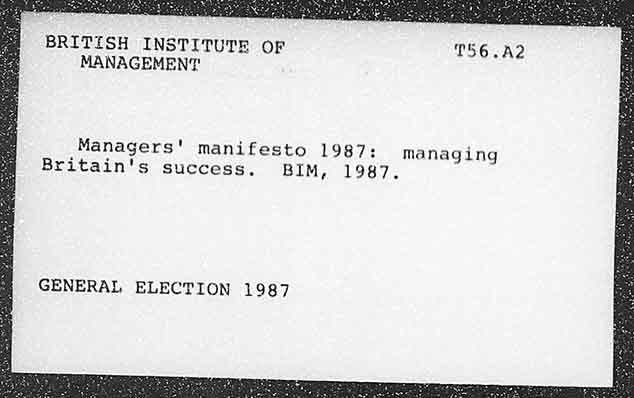 BRITISH INSTITUTE OF T56.A2
MANAGEMENT
Managers' manifesto 1987: managing
Britain's success. BIM, 1987.
GENERAL ELECTION 1987